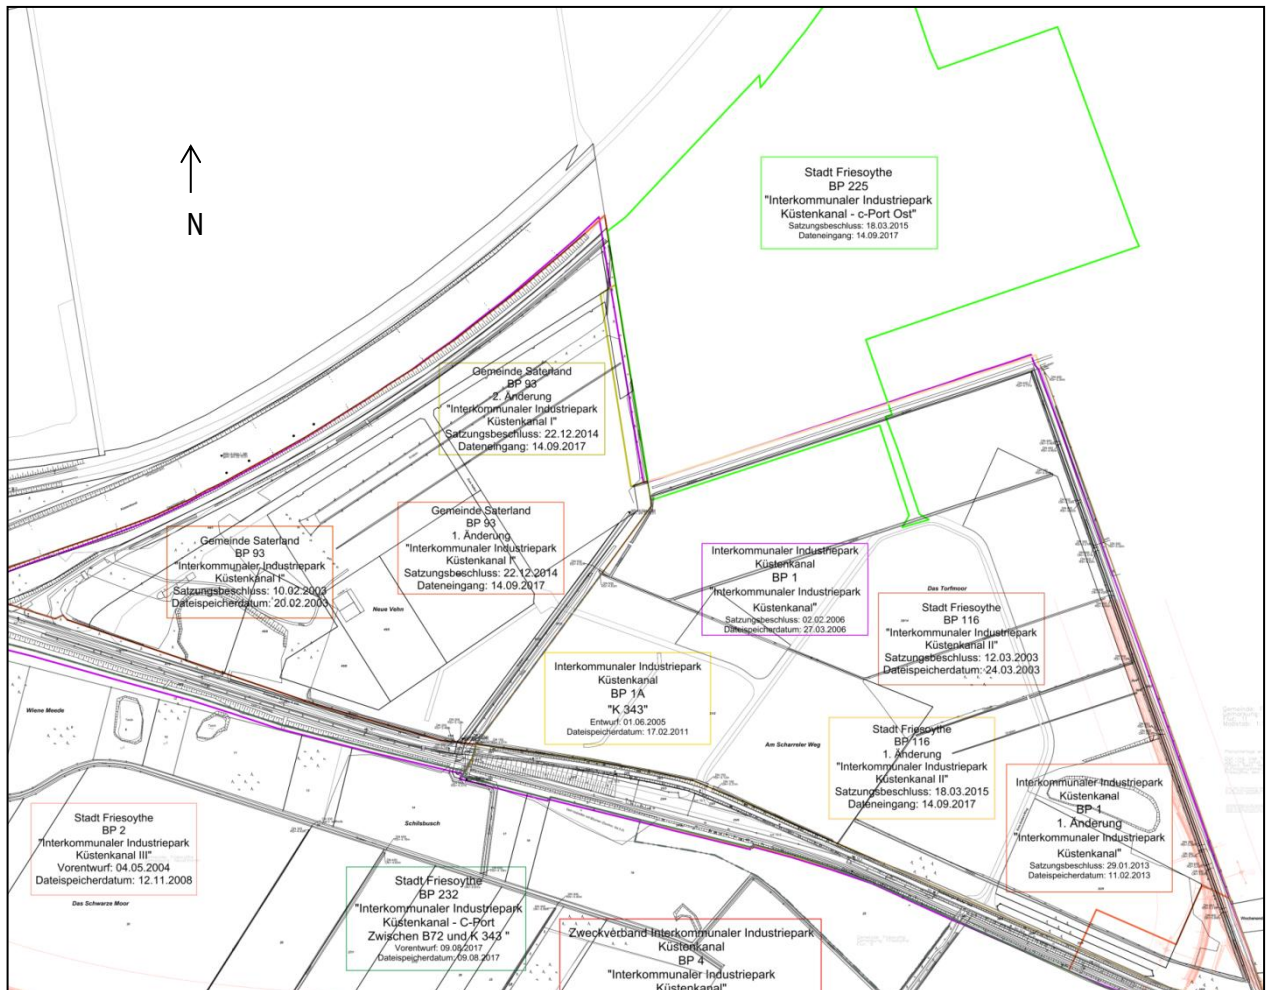 N
Stadt Friesoythe
BP 225
"Interkommunaler Industriepark
Küstenkanal - c-Port Ost"
Satzungsbeschluss: 18.03.2015
Dateneingang: 14.09.2017
Gemeinde Saterland
BP 93
2. Änderung
"Interkommunaler Industriepark
Küstenkanal I"
Satzungsbeschluss: 22.12.2014
Dateneingang: 14.09.2017
Gemeinde Saterland
BP 93
1. Änderung
"Interkommunaler Industriepark
Küstenkanal I"
Satzungsbeschluss: 22.12.2014
Dateneingang: 14.09.2017
Gemeinde Saterland
BP 93
"Interkommunaler Industriepark
Küstenkanal I"
Satzungsbeschluss: 10.02.2003
Dateispeicherdatum: 20.02.2003
Neue Vehn
Interkommunaler Industriepark
Küstenkanal
BP 1
"Interkommunaler Industriepark
Küstenkanal"
Satzungsbeschluss: 02.02.2006
Dateispeicherdatum: 27.03.2006
Das Torfmoor
Stadt Friesoythe
BP 116
"Interkommunaler Industriepark
Küstenkanal II"
Satzungsbeschluss: 12.03.2003
Dateispeicherdatum: 24.03.2003
Interkommunaler Industriepark
Küstenkanal
BP 1A
"K 343"
Entwurf: 01.06.2005
Dateispeicherdatum: 17.02.2011
Wiene Meede
Am Scharreler Weg
Stadt Friesoythe
BP 116
1. Änderung
"Interkommunaler Industriepark
Küstenkanal II"
Satzungsbeschluss: 18.03.2015
Dateneingang: 14.09.2017
Interkommunaler Industriepark
Küstenkanal
BP 1
1. Änderung
"Interkommunaler Industriepark
Küstenkanal"
Satzungsbeschluss: 29.01.2013
Dateispeicherdatum: 11.02.2013
Stadt Friesoythe
BP 2
"Interkommunaler Industriepark
Küstenkanal III"
Vorentwurf: 04.05.2004
Dateispeicherdatum: 12.11.2008
Schilsbusch
Das Schwarze Moor
Stadt Friesoythe
BP 232
"Interkommunaler Industriepark
Küstenkanal - C-Port
Zwischen B72 und K 343 "
Vorentwurf: 09.08.2017
Dateispeicherdatum: 09.08.2017
Zweckverband Interkommunaler Industriepark
Küstenkanal
BP 4
"Interkommunaler Industriepark
Küstenkanal"